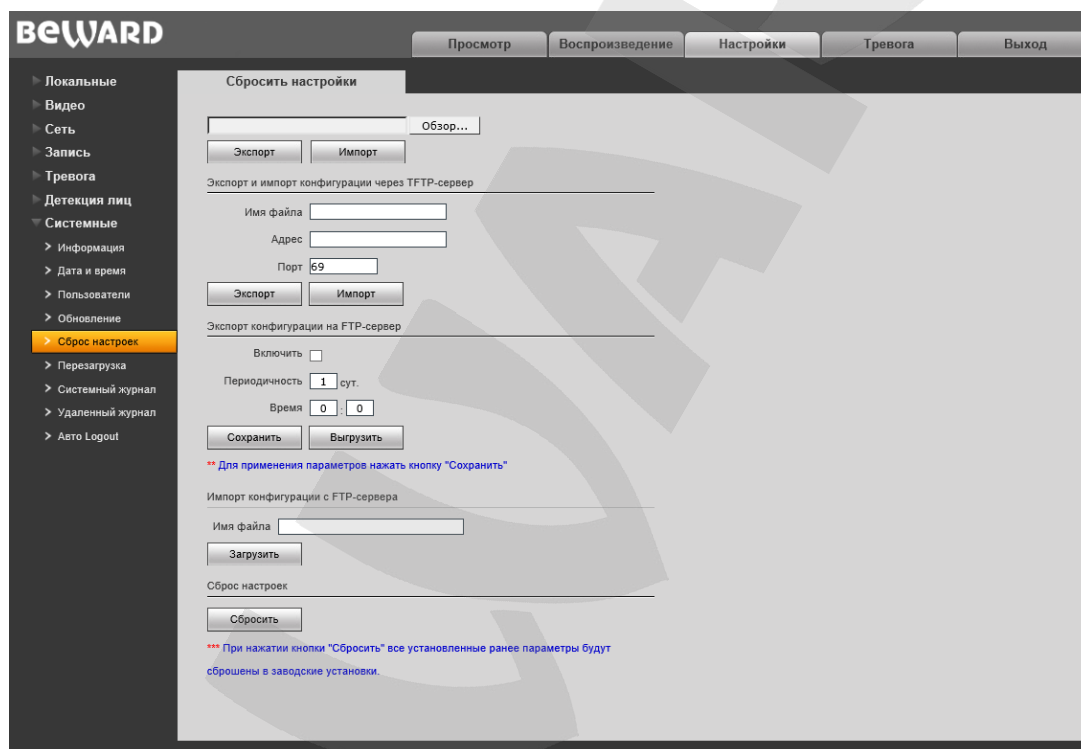 BEWARD
Просмотр Воспроизведение Настройки Тревога Выход
Локальные
Видео
Сеть
Запись
Тревога
Детекция лиц
Системные
Информация
Дата и время
Пользователи
Обновление
Сброс настроек
Перезагрузка
Системный журнал
Удаленный журнал
Авто Logout
Сбросить настройки
Обзор...
Экспорт Импорт
Экспорт и импорт конфигурации через TFTP-сервер
Имя файла
Адрес
Порт 69
Экспорт Импорт
Экспорт конфигурации на FTP-сервер
Включить
Периодичность 1 сут.
Время 0 : 0
Сохранить Выгрузить
** Для применения параметров нажать кнопку "Сохранить"
Импорт конфигурации с FTP-сервера
Имя файла
Загрузить
Сброс настроек
Сбросить
*** При нажатии кнопки "Сбросить" все установленные ранее параметры будут
сброшены в заводские установки.